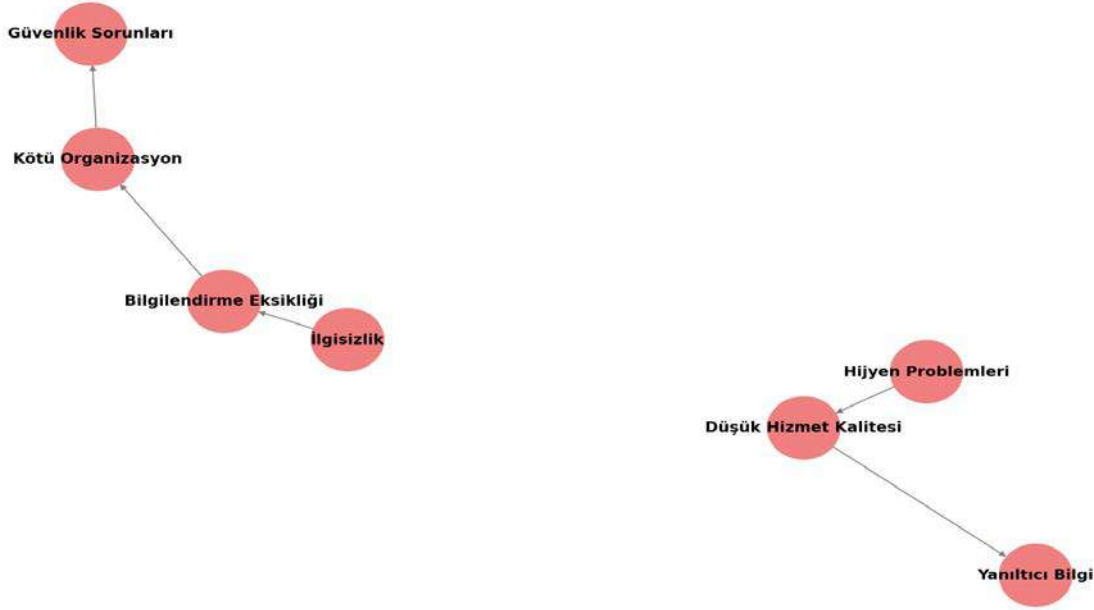 Güvenlik Sorunları
Kötü Organizasyon
Bilgilendirme Eksikliği
İlgisizlik
Hijyen Problemleri
Düşük Hizmet Kalitesi
Yanıltıcı Bilgi